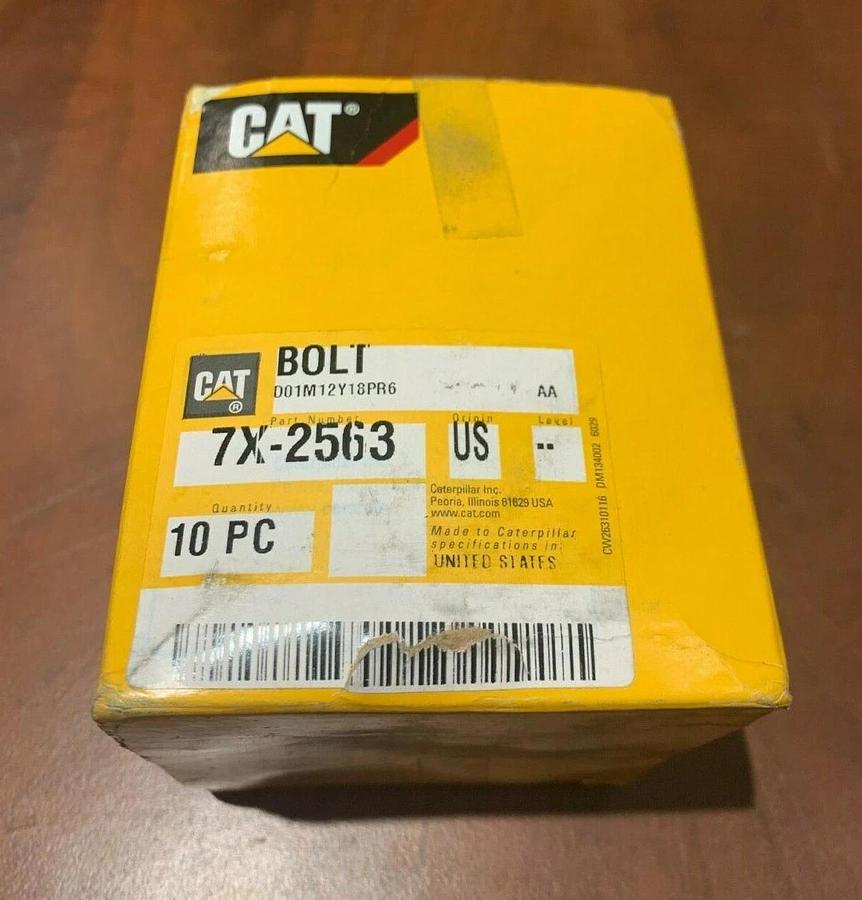 CAT®
CAT®
BOLT
D01M12Y18PR6 AA
Part Number Origin Level
7X-2563 US --
Quantity
10 PC
Caterpillar Inc.
Peoria, Illinois 61629 USA
www.cat.com
Made to Caterpillar
specifications in:
UNITED STATES
CW26310116 DM134002 6029